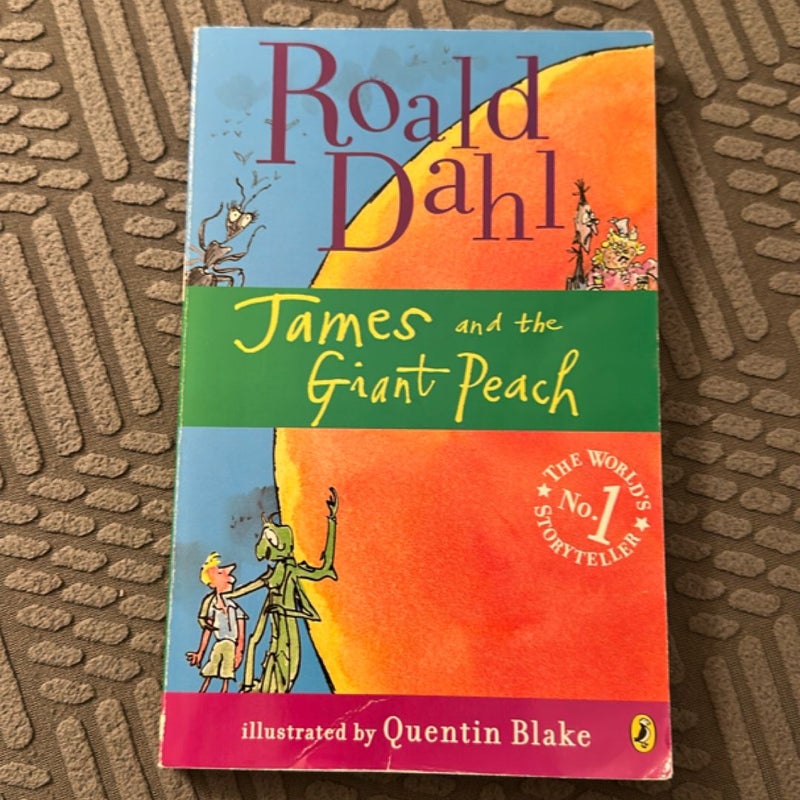 Roald
Dahl
James and the
Giant Peach
THE WORLD'S
No.1
STORYTELLER
illustrated by Quentin Blake